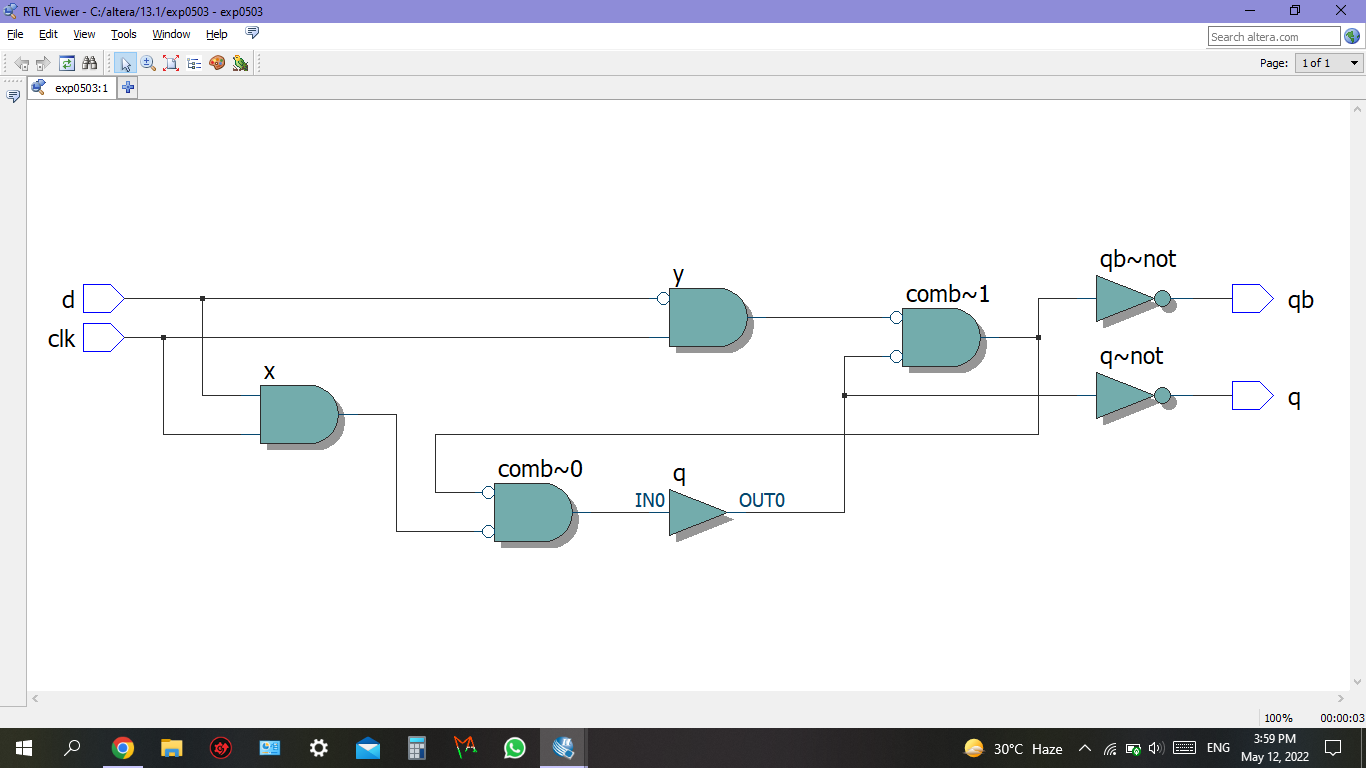 RTL Viewer - C:/altera/13.1/exp0503 - exp0503
File Edit View Tools Window Help
Search altera.com
Page: 1 of 1
exp0503:1
qb~not
y
comb~1
d
qb
clk
q~not
x
q
comb~0
q
IN0
OUT0
100% 00:00:03
30°C Haze
ENG
3:59 PM
May 12, 2022